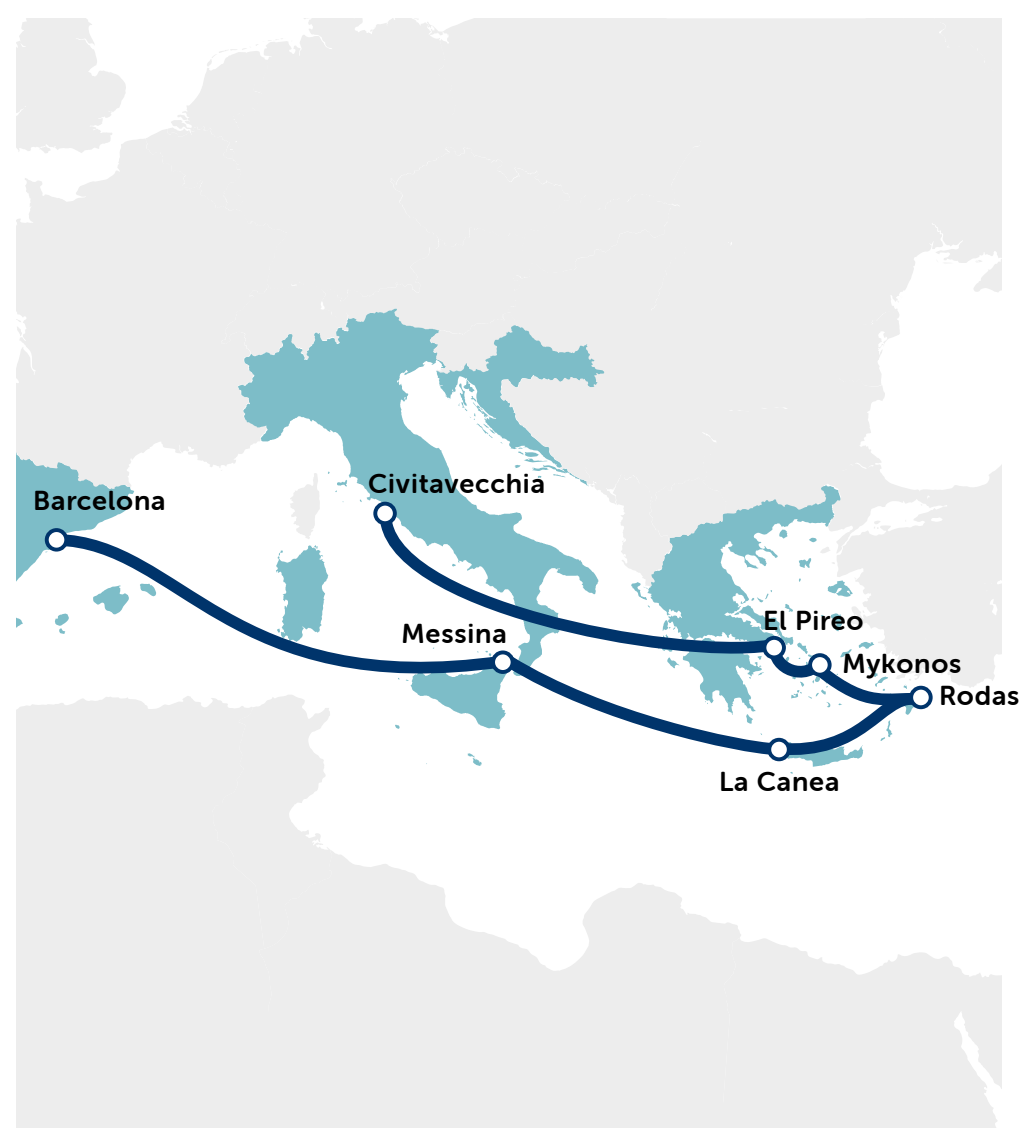 Civitavecchia
Barcelona
El Pireo
Messina
Mykonos
Rodas
La Canea